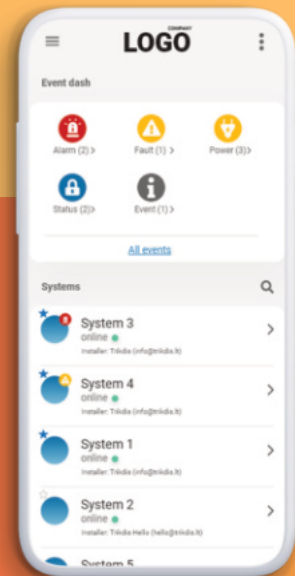 COMPANY
LOGO
Event dash
Alarm (2) >
Fault (1) >
Power (3)>
Status (2)>
Event (1) >
All events
Systems
System 3
online
Installer: Trikdis (info@trikdis.lt)
System 4
online
Installer: Trikdis (info@trikdis.lt)
System 1
online
Installer: Trikdis (info@trikdis.lt)
System 2
online
Installer: Trikdis Hello (hello@trikdis.lt)
System 5